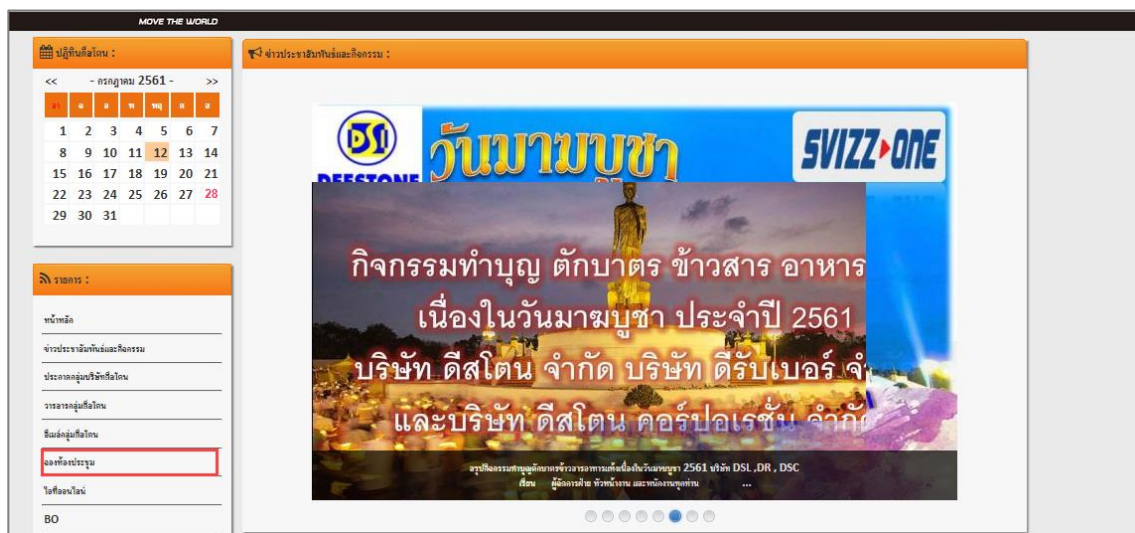 MOVE THE WORLD
ปฏิทินดีสโตน :
<< - กรกฎาคม 2561 - >>
อา จ อ พ พฤ ศ ส
1 2 3 4 5 6 7
8 9 10 11 12 13 14
15 16 17 18 19 20 21
22 23 24 25 26 27 28
29 30 31
รายการ :
หน้าหลัก
ข่าวประชาสัมพันธ์และกิจกรรม
ประกาศกลุ่มบริษัทดีสโตน
วารสารกลุ่มดีสโตน
อีเมล์กลุ่มดีสโตน
จองห้องประชุม
ไอทีออนไลน์
BO
ข่าวประชาสัมพันธ์และกิจกรรม :
DSI
DEESTONE
วันมาฆบูชา
SVIZZ ONE
กิจกรรมทำบุญ ตักบาตร ข้าวสาร อาหาร
เนื่องในวันมาฆบูชา ประจำปี 2561
บริษัท ดีสโตน จำกัด บริษัท ดีรับเบอร์ จำ
และบริษัท ดีสโตน คอร์ปอเรชั่น จำกัด
สรุปกิจกรรมทำบุญตักบาตรข้าวสารอาหารแห้งเนื่องในวันมาฆบูชา 2561 บริษัท DSL ,DR , DSC
เรียน ผู้จัดการฝ่าย หัวหน้างาน และพนักงานทุกท่าน ...